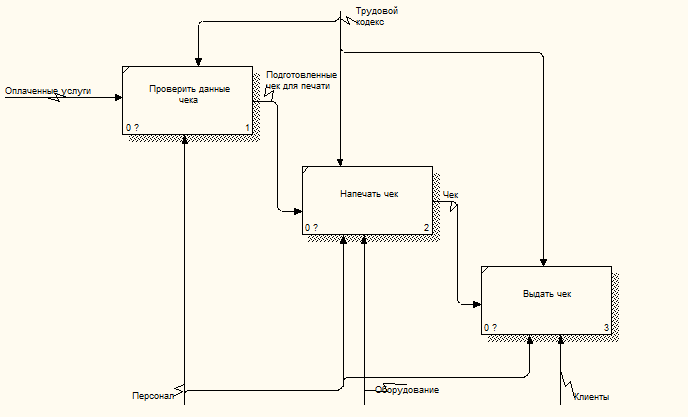 Трудовой
кодекс
Оплаченные услуги
Проверить данные
чека
0 ?
1
Подготовленные
чек для печати
Напечать чек
0 ?
2
Чек
Выдать чек
0 ?
3
Персонал
Оборудование
Клиенты